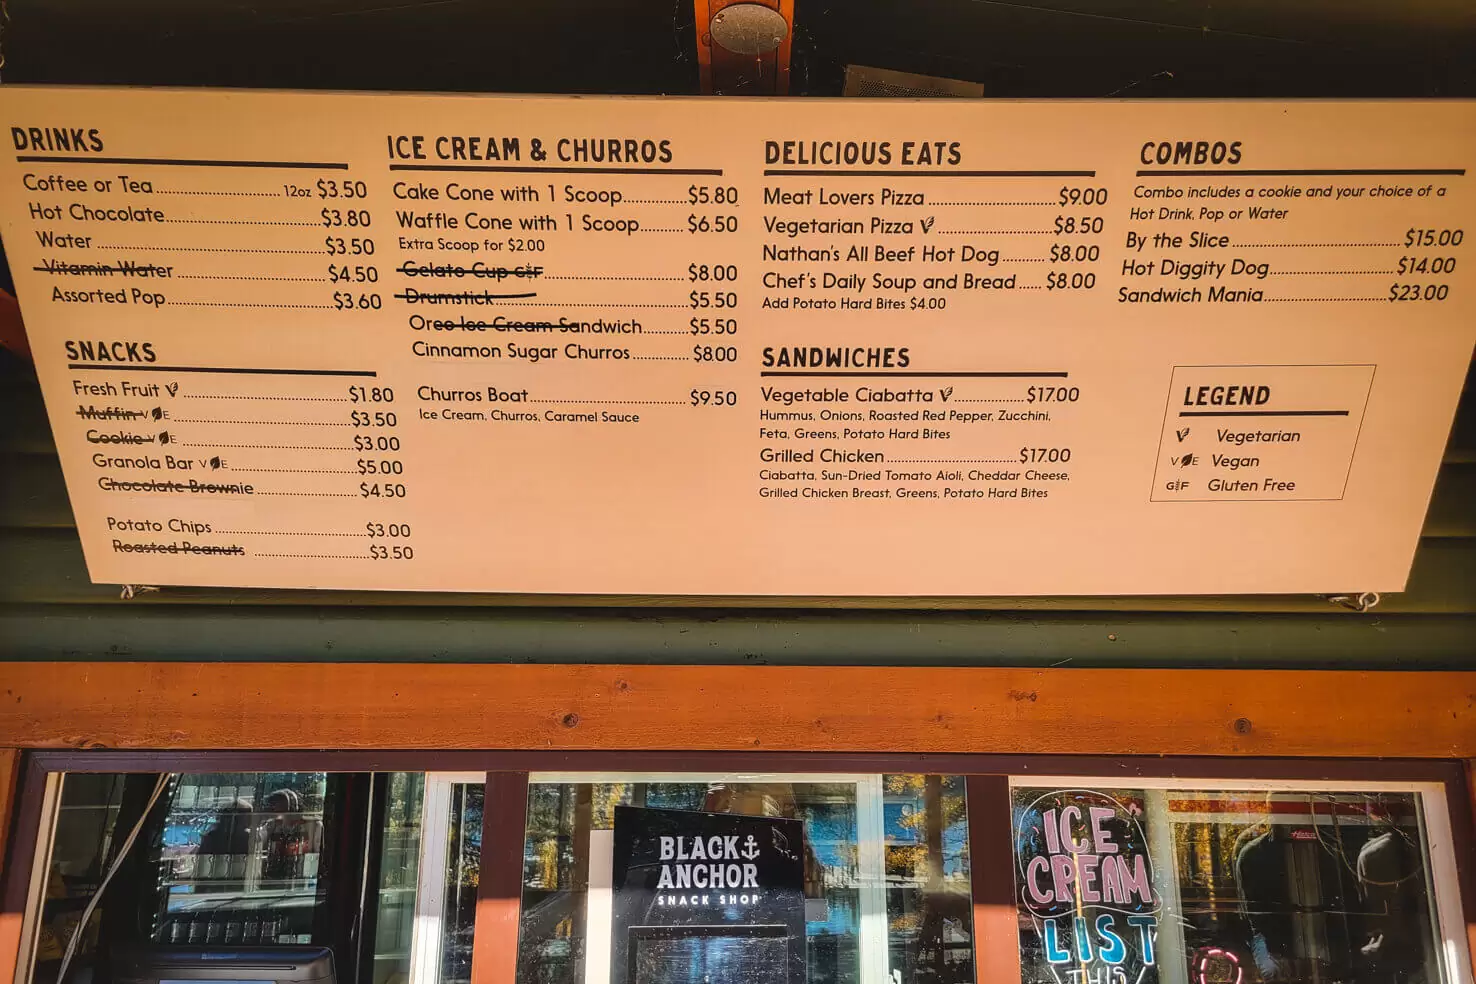 DRINKS
Coffee or Tea 12oz $3.50
Hot Chocolate $3.80
Water $3.50
Vitamin Water $4.50
Assorted Pop $3.60
SNACKS
Fresh Fruit V $1.80
Muffin V E $3.50
Cookie V E $3.00
Granola Bar V E $5.00
Chocolate Brownie $4.50
Potato Chips $3.00
Roasted Peanuts $3.50
ICE CREAM & CHURROS
Cake Cone with 1 Scoop $5.80
Waffle Cone with 1 Scoop $6.50
Extra Scoop for $2.00
Gelato Cup G F $8.00
Drumstick $5.50
Oreo Ice Cream Sandwich $5.50
Cinnamon Sugar Churros $8.00
Churros Boat $9.50
Ice Cream, Churros, Caramel Sauce
DELICIOUS EATS
Meat Lovers Pizza $9.00
Vegetarian Pizza V $8.50
Nathan's All Beef Hot Dog $8.00
Chef's Daily Soup and Bread $8.00
Add Potato Hard Bites $4.00
SANDWICHES
Vegetable Ciabatta V $17.00
Hummus, Onions, Roasted Red Pepper, Zucchini,
Feta, Greens, Potato Hard Bites
Grilled Chicken $17.00
Ciabatta, Sun-Dried Tomato Aioli, Cheddar Cheese,
Grilled Chicken Breast, Greens, Potato Hard Bites
COMBOS
Combo includes a cookie and your choice of a
Hot Drink, Pop or Water
By the Slice $15.00
Hot Diggity Dog $14.00
Sandwich Mania $23.00
LEGEND
V Vegetarian
V E Vegan
G F Gluten Free
BLACK
ANCHOR
SNACK SHOP
ICE
CREAM
LIST
THIS